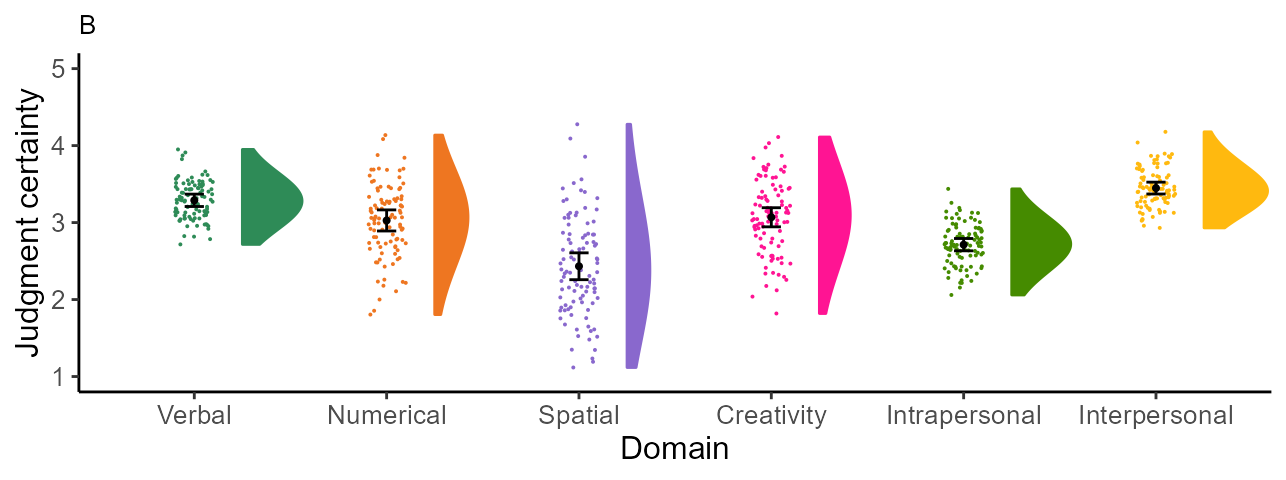 B
Judgment certainty
5
4
3
2
1
Verbal Numerical Spatial Creativity Intrapersonal Interpersonal
Domain